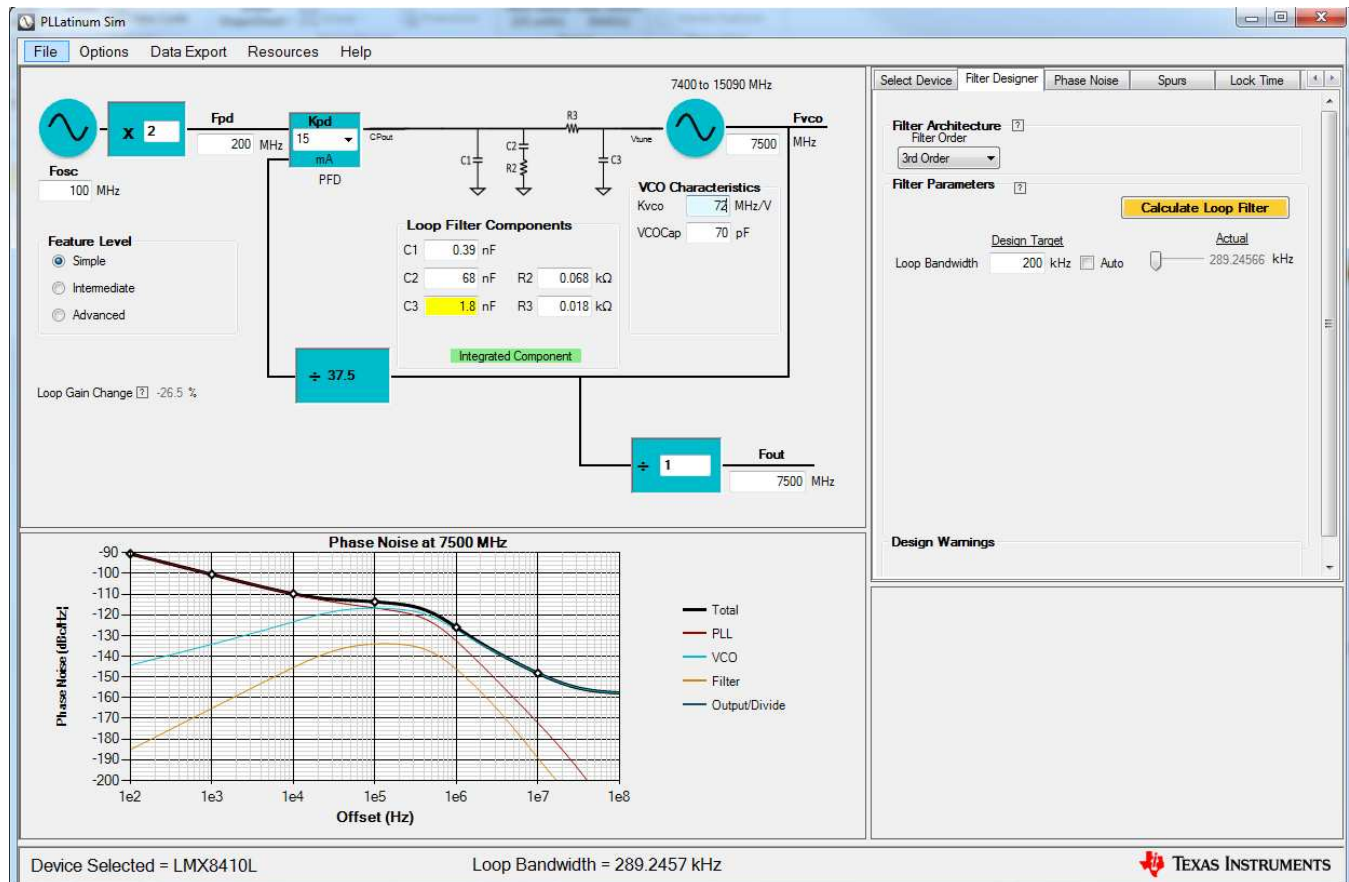 PLLatinum Sim
File Options Data Export Resources Help
7400 to 15090 MHz
x 2
Fpd
200 MHz
Kpd
15
mA
PFD
CPout
C1
C2
R2
R3
C3
Vtune
Fvco
7500 MHz
Fosc
100 MHz
VCO Characteristics
Kvco 72 MHz/V
VCOCap 70 pF
Feature Level
Simple
Intermediate
Advanced
Loop Filter Components
C1 0.39 nF
C2 68 nF R2 0.068 kΩ
C3 1.8 nF R3 0.018 kΩ
Integrated Component
÷ 37.5
Loop Gain Change ? -26.5 %
÷ 1
Fout
7500 MHz
Select Device Filter Designer Phase Noise Spurs Lock Time
Filter Architecture ?
Filter Order
3rd Order
Filter Parameters ?
Calculate Loop Filter
Design Target Actual
Loop Bandwidth 200 kHz Auto 289.24566 kHz
Design Warnings
Phase Noise at 7500 MHz
Phase Noise (dBc/Hz)
-90
-100
-110
-120
-130
-140
-150
-160
-170
-180
-190
-200
1e2 1e3 1e4 1e5 1e6 1e7 1e8
Offset (Hz)
Total
PLL
VCO
Filter
Output/Divide
Device Selected = LMX8410L Loop Bandwidth = 289.2457 kHz TEXAS INSTRUMENTS